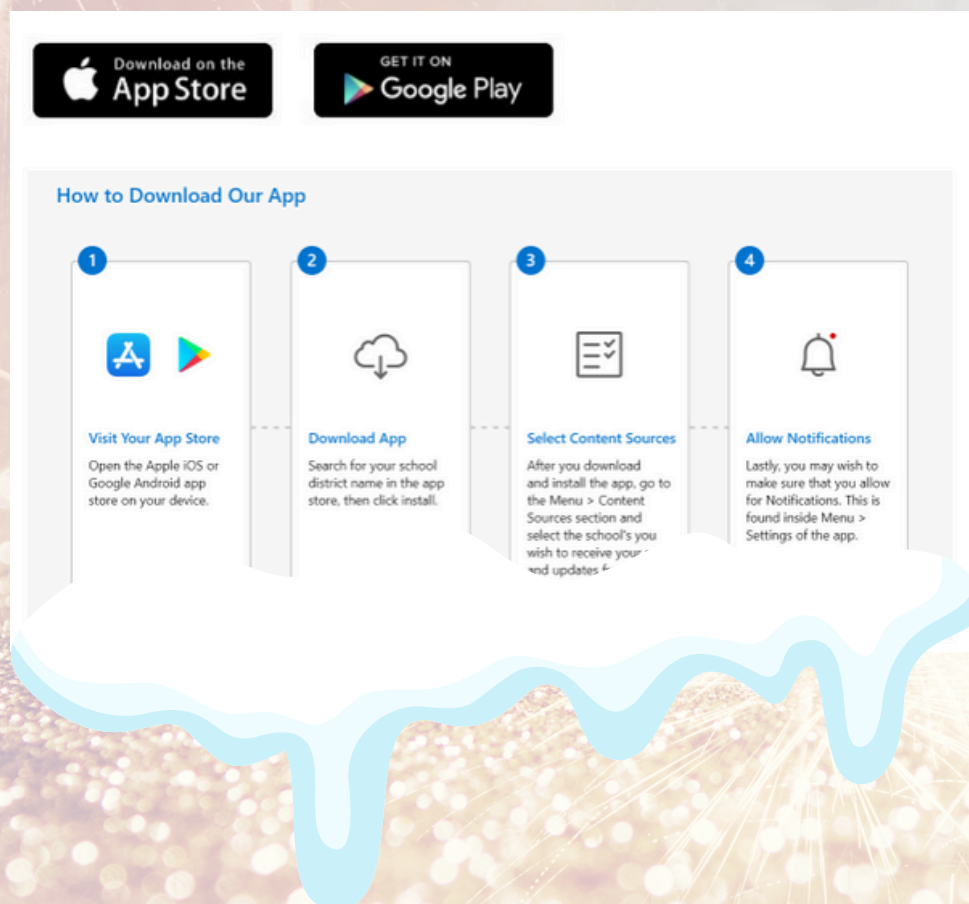 Download on the
App Store
GET IT ON
Google Play
How to Download Our App
1
2
3
4
Visit Your App Store
Open the Apple iOS or
Google Android app
store on your device.
Download App
Search for your school
district name in the app
store, then click install.
Select Content Sources
After you download
and install the app, go to
the Menu > Content
Sources section and
select the school's you
wish to receive your
and updates
Allow Notifications
Lastly, you may wish to
make sure that you allow
for Notifications. This is
found inside Menu >
Settings of the app.